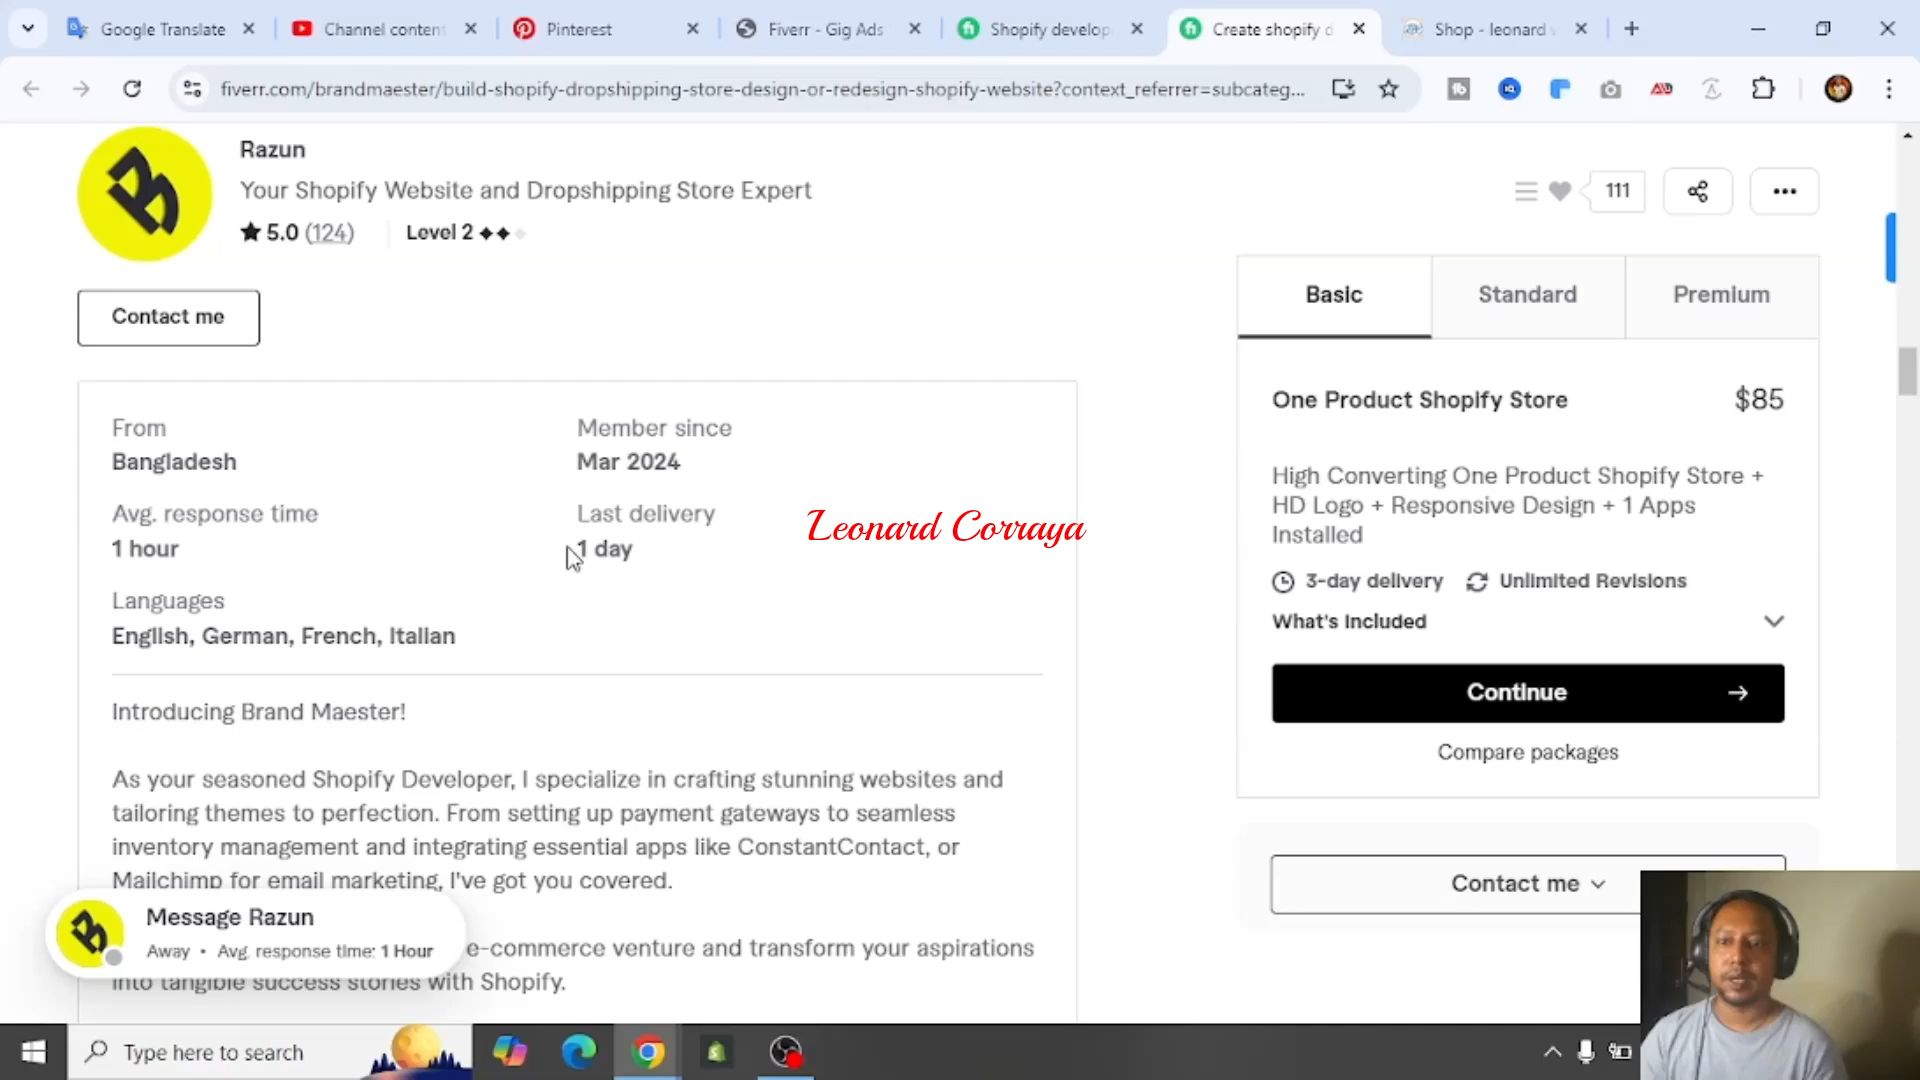 Google Translate
Channel conten
Pinterest
Fiverr - Gig Ads
Shopify develop
Create shopify d
Shop - leonard
fiverr.com/brandmaester/build-shopify-dropshipping-store-design-or-redesign-shopify-website?context_referrer=subcateg...
Razun
Your Shopify Website and Dropshipping Store Expert
5.0 (124)
Level 2
111
Contact me
From
Bangladesh
Member since
Mar 2024
Avg. response time
1 hour
Last delivery
1 day
Leonard Corraya
Languages
English, German, French, Italian
Introducing Brand Maester!
As your seasoned Shopify Developer, I specialize in crafting stunning websites and
tailoring themes to perfection. From setting up payment gateways to seamless
inventory management and integrating essential apps like ConstantContact, or
Mailchimp for email marketing, I've got you covered.
e-commerce venture and transform your aspirations
into tangible success stories with Shopify.
Message Razun
Away • Avg. response time: 1 Hour
Basic
Standard
Premium
One Product Shopify Store
$85
High Converting One Product Shopify Store +
HD Logo + Responsive Design + 1 Apps
Installed
3-day delivery
Unlimited Revisions
What's Included
Continue
Compare packages
Contact me
Type here to search